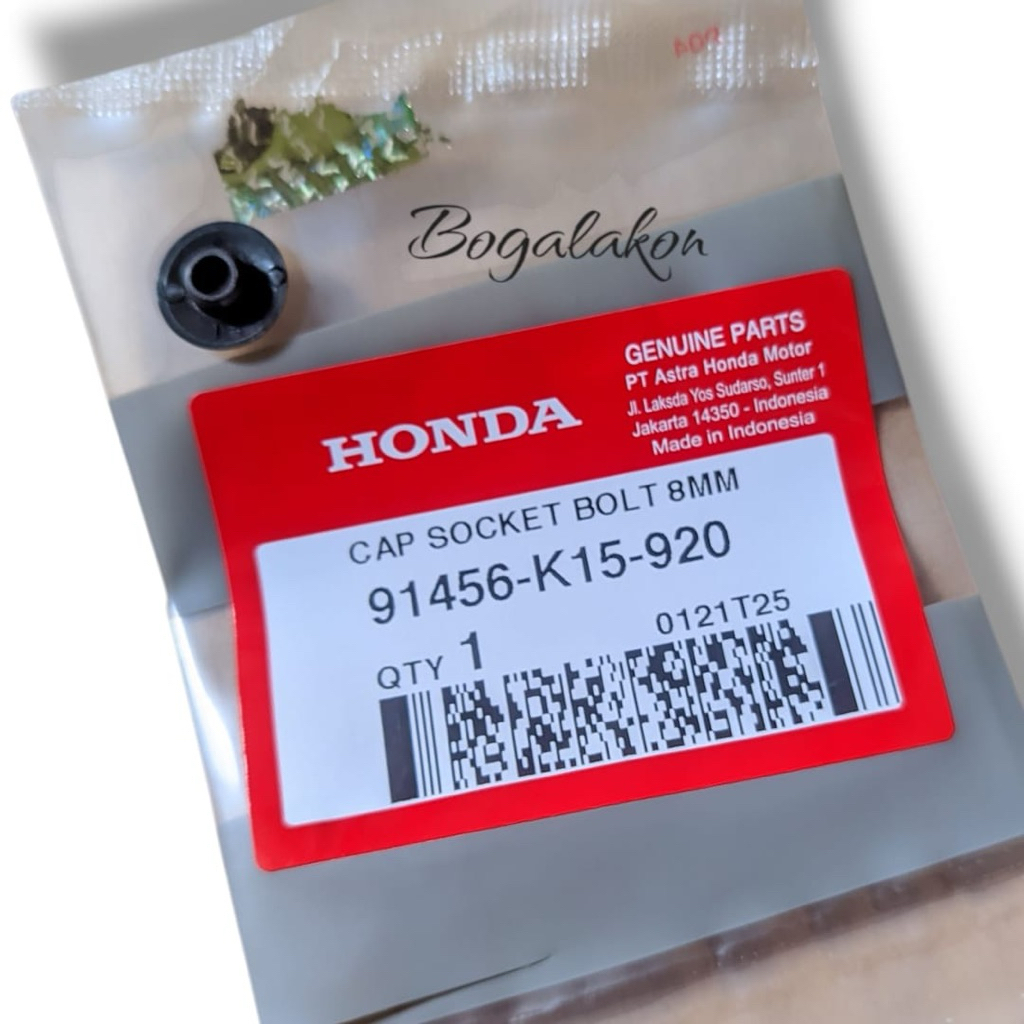 Bogalakon
HONDA
GENUINE PARTS
PT Astra Honda Motor
Jl. Laksda Yos Sudarso, Sunter 1
Jakarta 14350 - Indonesia
Made in Indonesia
CAP SOCKET BOLT 8MM
91456-K15-920
QTY 1
0121T25